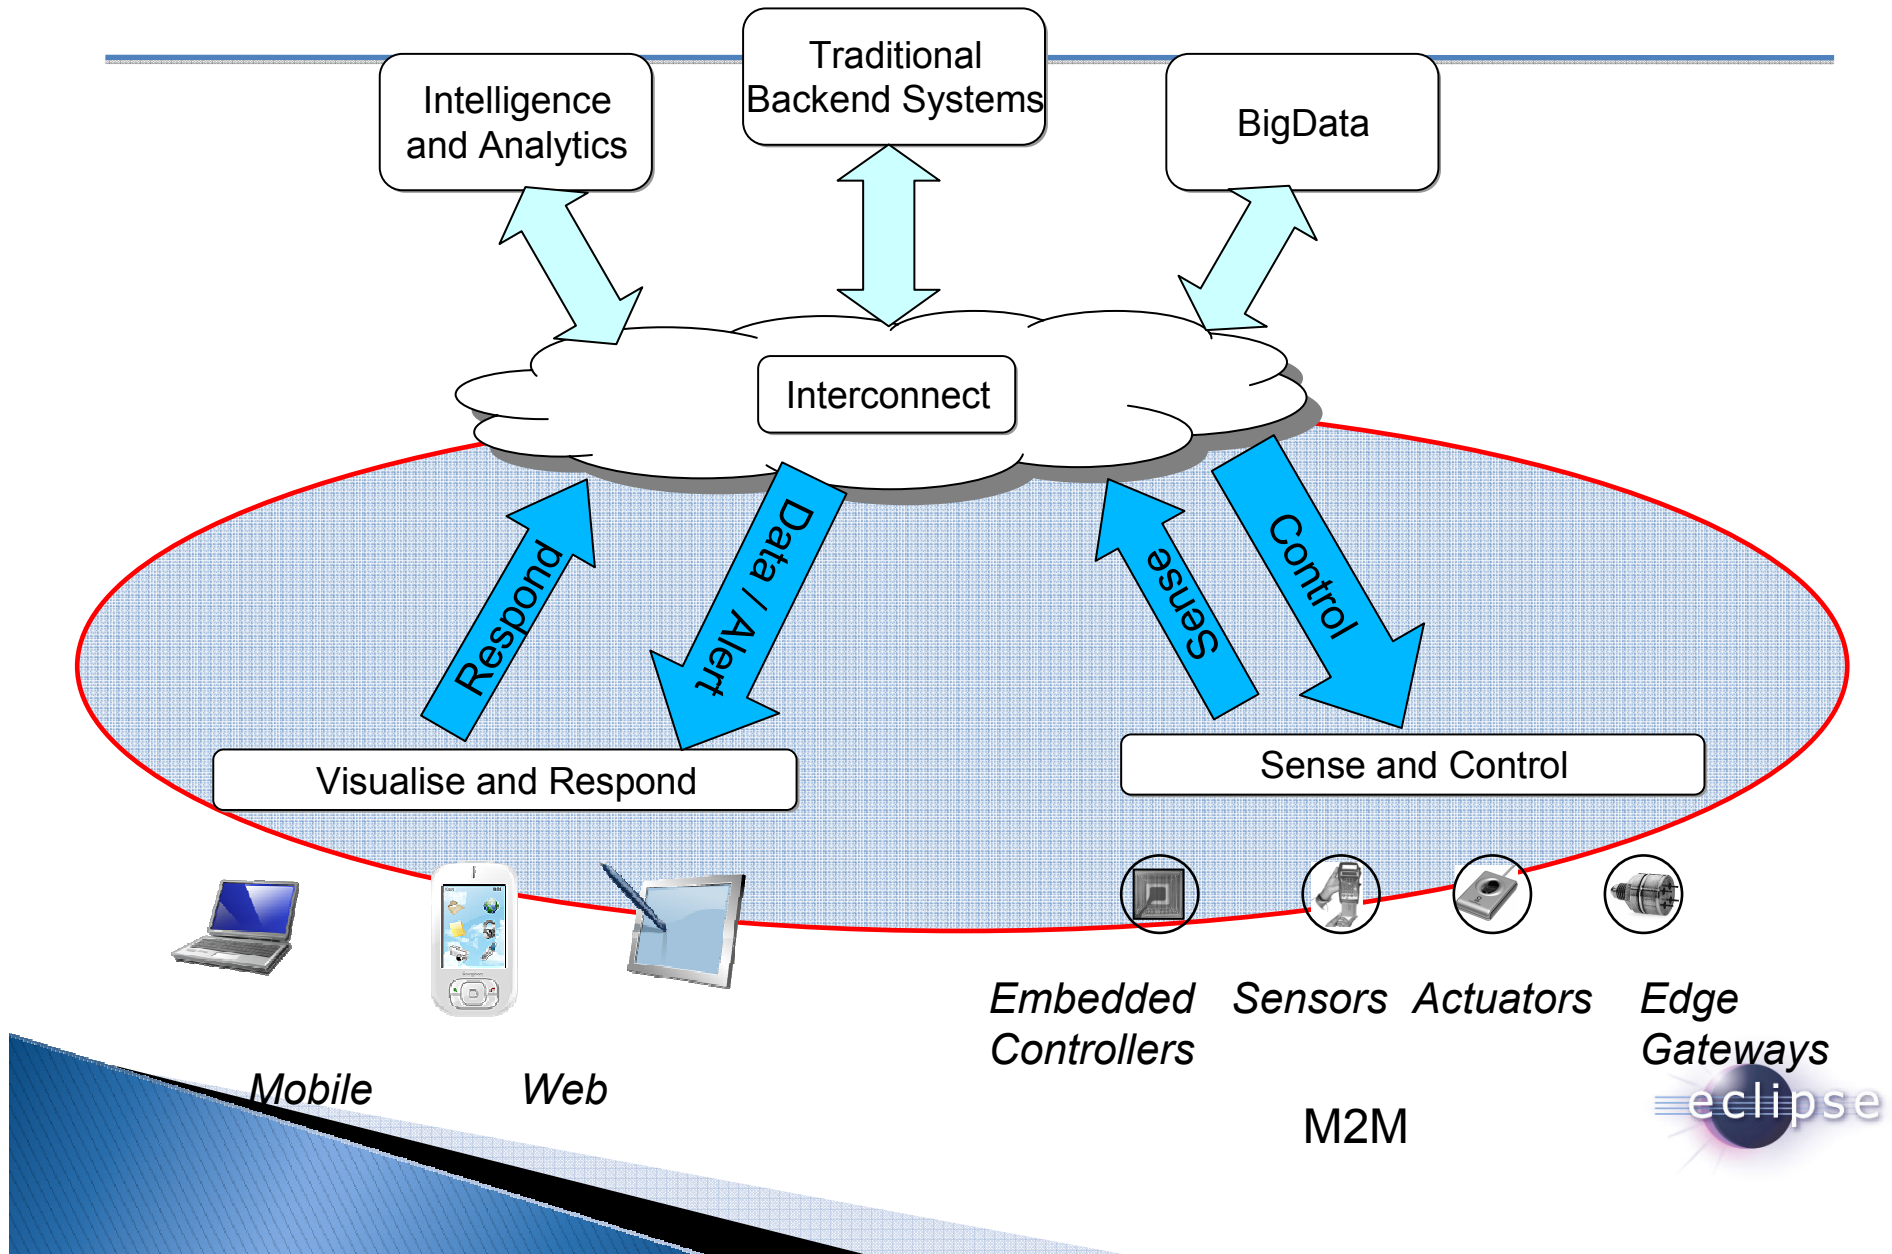 Traditional
Backend Systems
Intelligence
and Analytics
BigData
Interconnect
Respond
Data / Alert
Sense
Control
Visualise and Respond
Sense and Control
Embedded
Controllers
Sensors
Actuators
Edge
Gateways
Mobile
Web
M2M
eclipse